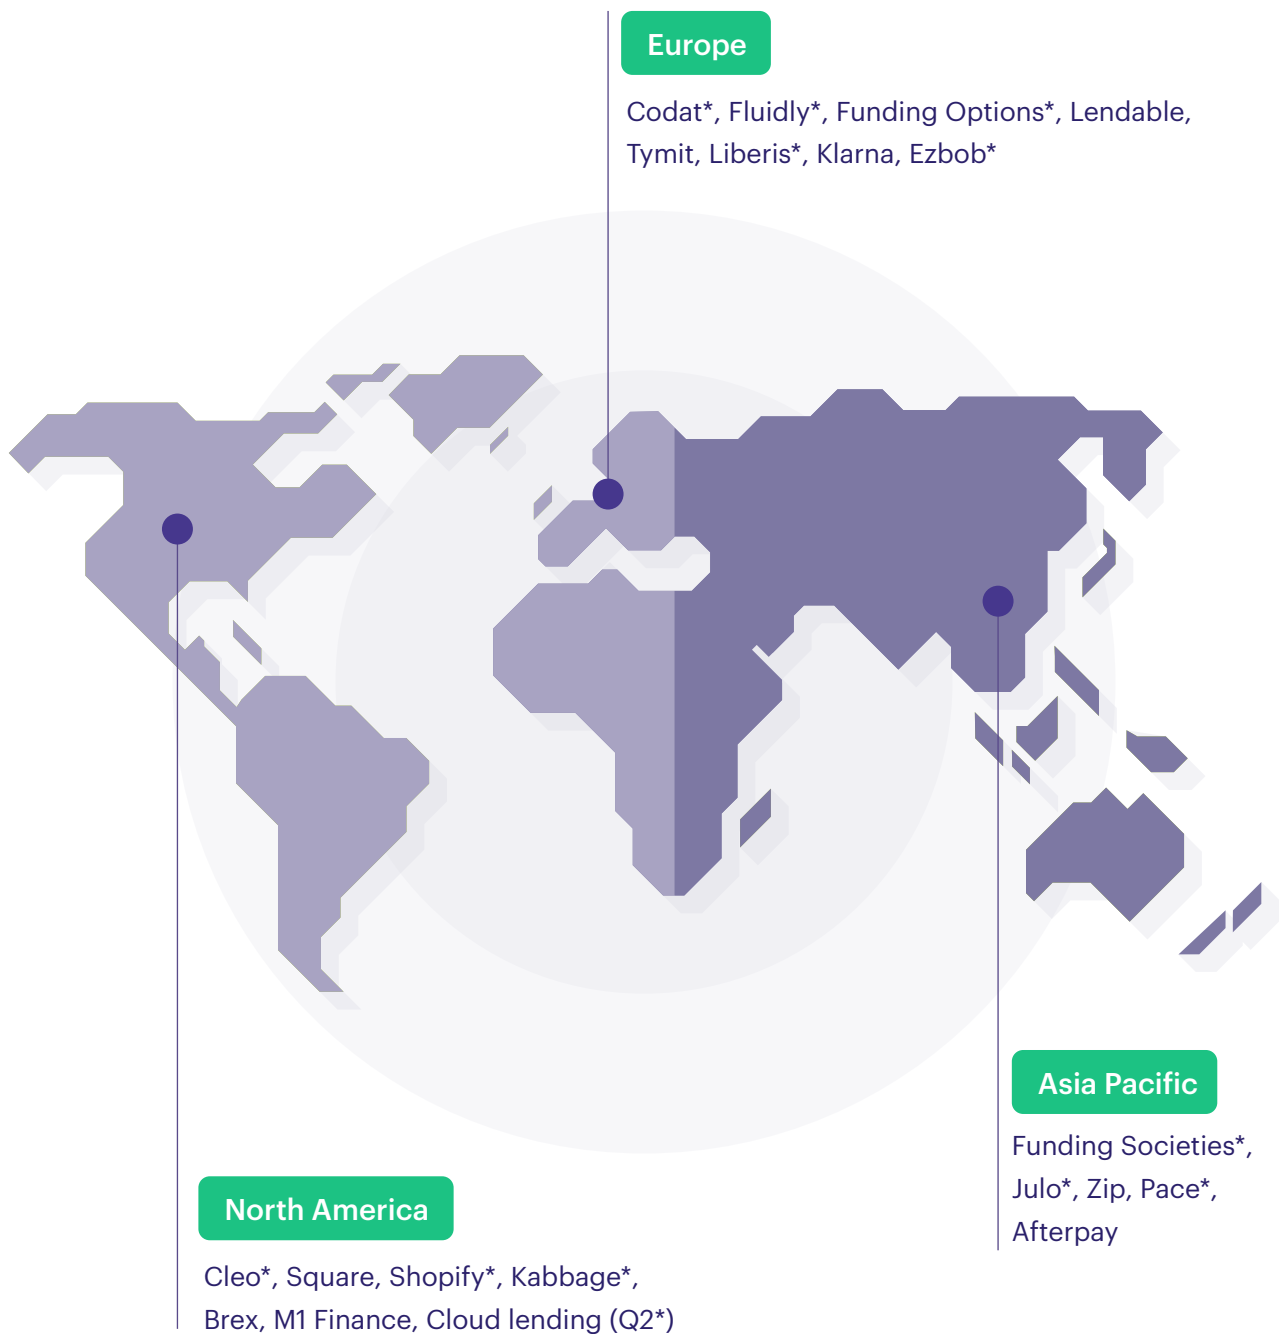 Europe
Codat*, Fluidly*, Funding Options*, Lendable,
Tymit, Liberis*, Klarna, Ezbob*
Asia Pacific
Funding Societies*,
Julo*, Zip, Pace*,
Afterpay
North America
Cleo*, Square, Shopify*, Kabbage*,
Brex, M1 Finance, Cloud lending (Q2*)